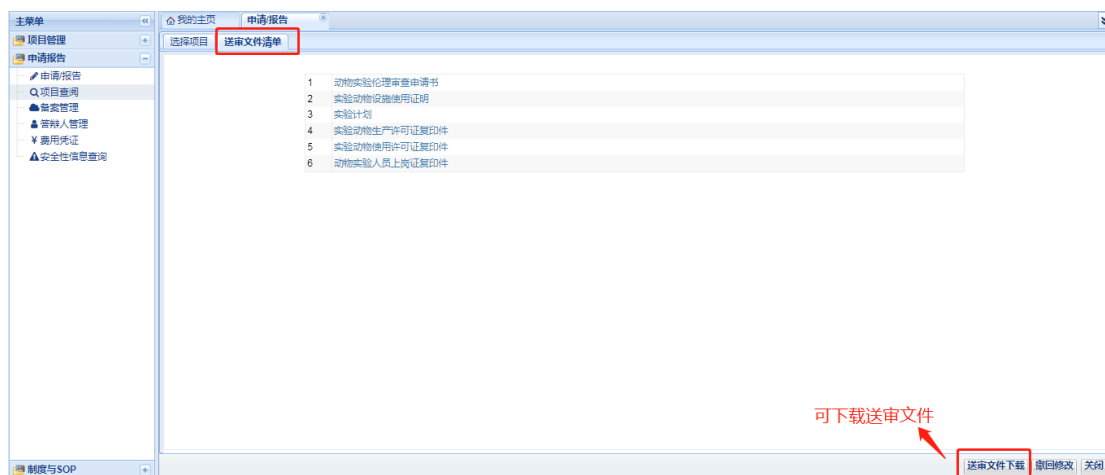 主菜单
项目管理
申请报告
申请/报告
项目查阅
备案管理
答辩人管理
费用凭证
安全性信息查询
制度与SOP
我的主页 申请/报告
选择项目 送审文件清单
1 动物实验伦理审查申请书
2 实验动物设施使用证明
3 实验计划
4 实验动物生产许可证复印件
5 实验动物使用许可证复印件
6 动物实验人员上岗证复印件
可下载送审文件
送审文件下载 撤回修改 关闭